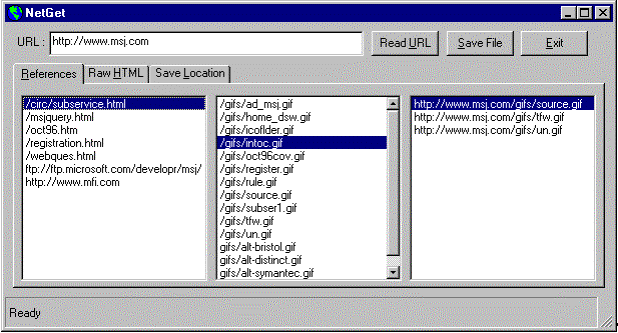 NetGet
URL : http://www.msj.com Read URL Save File Exit
References Raw HTML Save Location
/circ/subservice.html
/msjquery.html
/oct96.htm
/registration.html
/webques.html
ftp://ftp.microsoft.com/developr/msj/
http://www.mfi.com
/gifs/ad_msj.gif
/gifs/home_dsw.gif
/gifs/icoflder.gif
/gifs/intoc.gif
/gifs/oct96cov.gif
/gifs/register.gif
/gifs/rule.gif
/gifs/source.gif
/gifs/subser1.gif
/gifs/tfw.gif
/gifs/un.gif
gifs/alt-bristol.gif
gifs/alt-distinct.gif
gifs/alt-symantec.gif
http://www.msj.com/gifs/source.gif
http://www.msj.com/gifs/tfw.gif
http://www.msj.com/gifs/un.gif
Ready